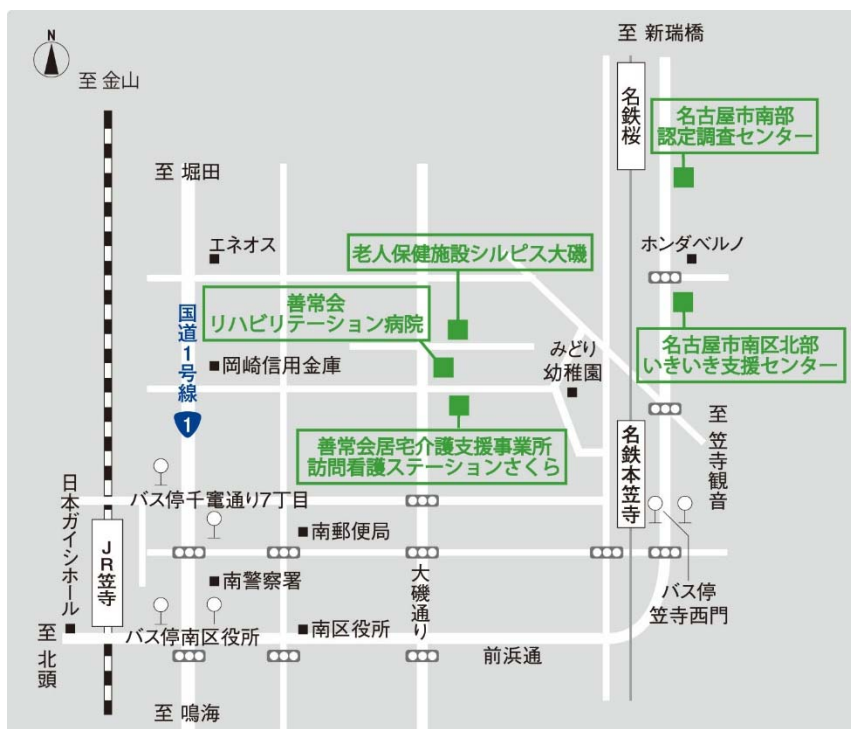 N
至 新瑞橋
至 金山
名鉄桜
名古屋市南部
認定調査センター
至 堀田
エネオス
老人保健施設シルピス大磯
ホンダベルノ
善常会
リハビリテーション病院
国道1号線
1
岡崎信用金庫
みどり
幼稚園
名古屋市南区北部
いきいき支援センター
善常会居宅介護支援事業所
訪問看護ステーションさくら
名鉄本笠寺
至 笠寺観音
バス停千竃通り7丁目
日本ガイシホール
JR笠寺
南郵便局
南警察署
大磯通り
バス停
笠寺西門
バス停南区役所
南区役所
至 北頭
前浜通
至 鳴海